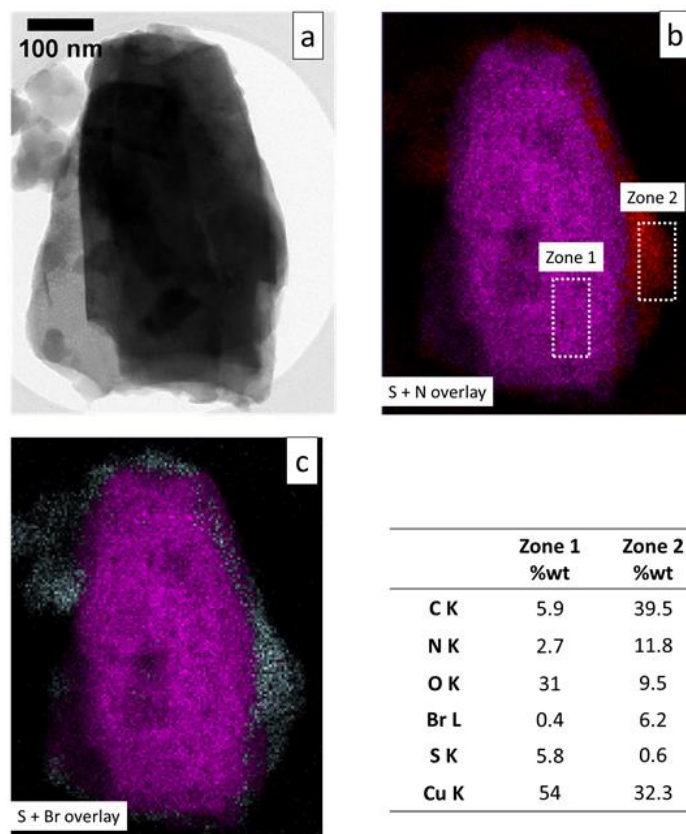 a
100 nm
b
Zone 2
Zone 1
S + N overlay
c
S + Br overlay
Zone 1 Zone 2
%wt %wt
C K 5.9 39.5
N K 2.7 11.8
O K 31 9.5
Br L 0.4 6.2
S K 5.8 0.6
Cu K 54 32.3